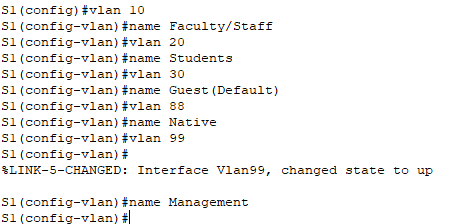 S1(config)#vlan 10
S1(config-vlan)#name Faculty/Staff
S1(config-vlan)#vlan 20
S1(config-vlan)#name Students
S1(config-vlan)#vlan 30
S1(config-vlan)#name Guest(Default)
S1(config-vlan)#vlan 88
S1(config-vlan)#name Native
S1(config-vlan)#vlan 99
S1(config-vlan)#
%LINK-5-CHANGED: Interface Vlan99, changed state to up
S1(config-vlan)#name Management
S1(config-vlan)#